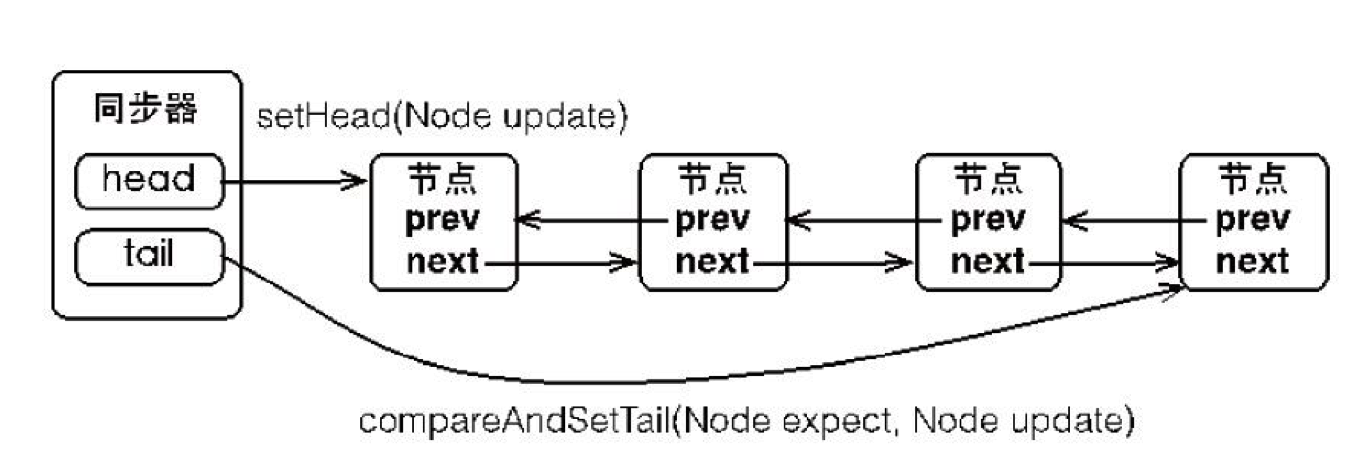 同步器
setHead(Node update)
head
tail
节点
prev
next
节点
prev
next
节点
prev
next
节点
prev
next
compareAndSetTail(Node expect, Node update)